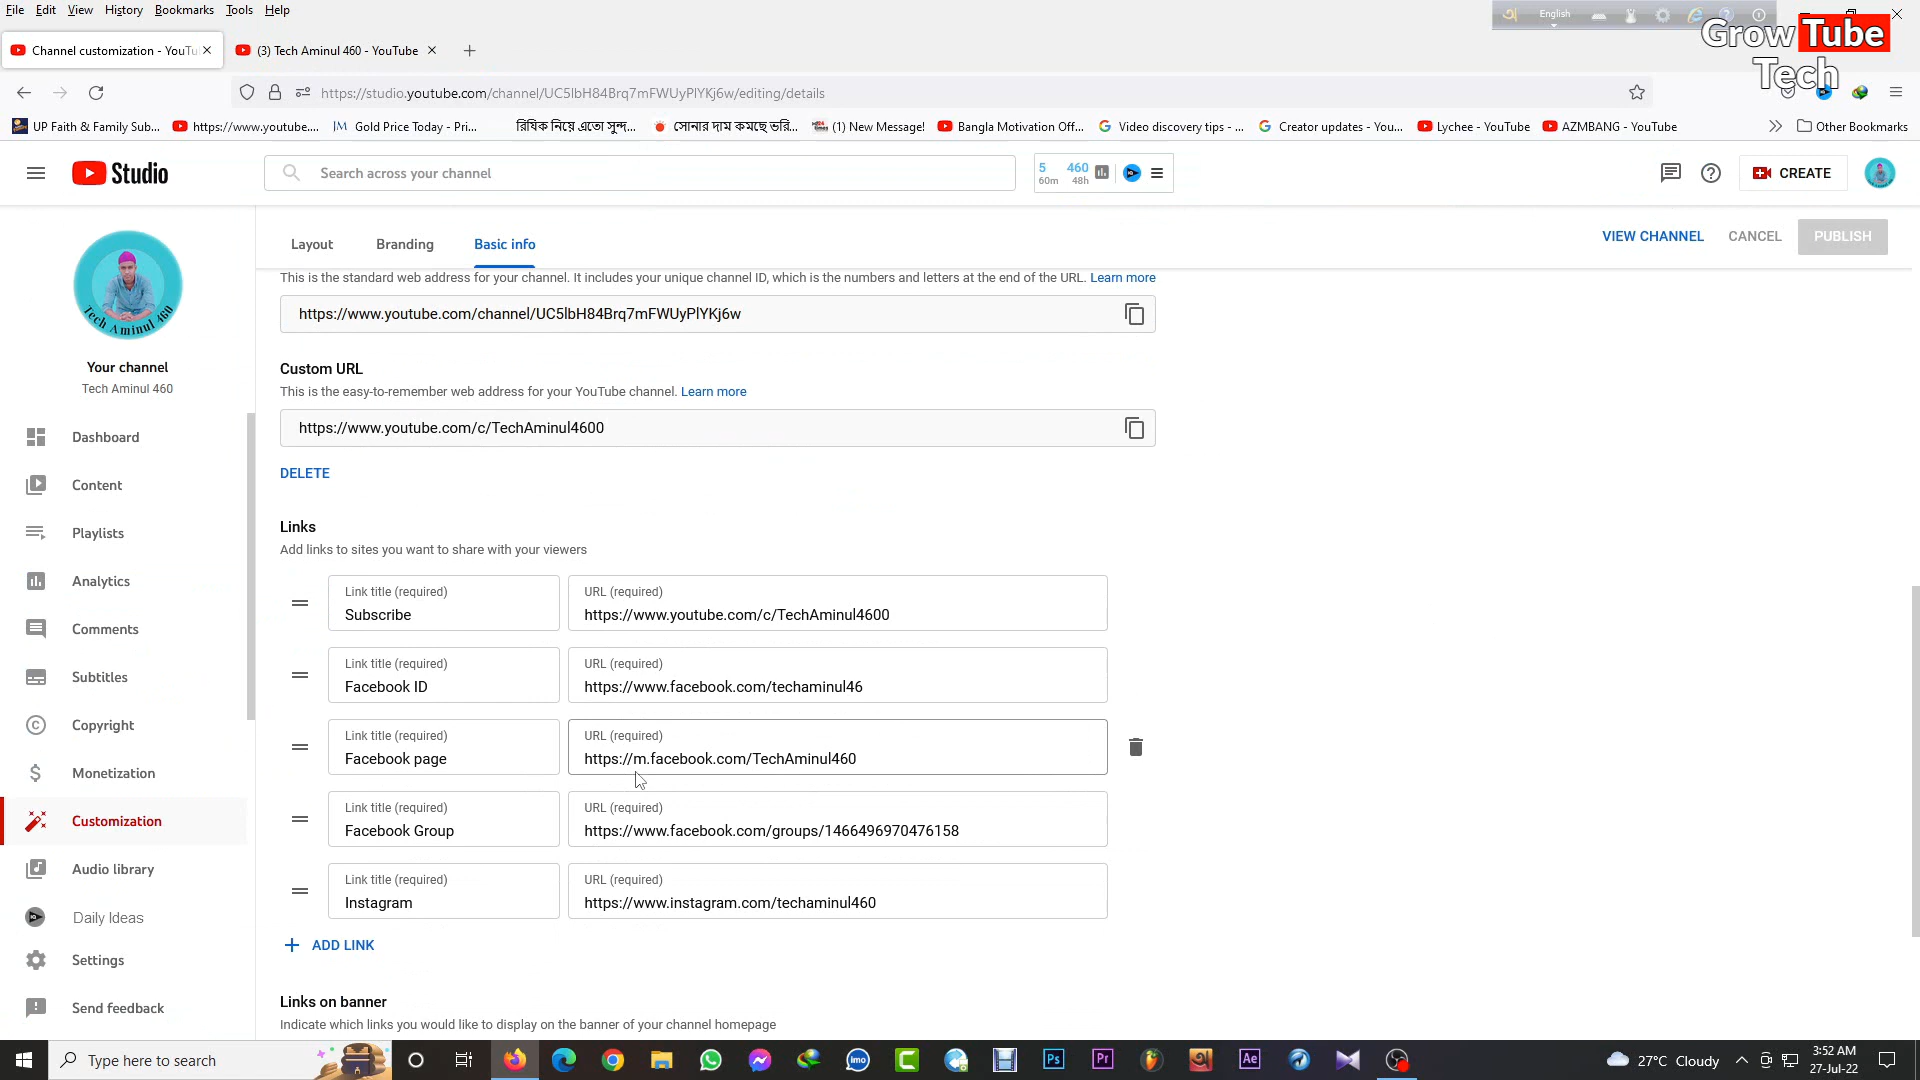 File Edit View History Bookmarks Tools Help
English
GrowTube
Tech
Channel customization - YouTu
(3) Tech Aminul 460 - YouTube
https://studio.youtube.com/channel/UC5lbH84Brq7mFWUyPlYKj6w/editing/details
UP Faith & Family Sub...
https://www.youtube....
Gold Price Today - Pri...
রিযিক নিয়ে এতো সুন্দ...
সোনার দাম কমছে ভরি...
(1) New Message!
Bangla Motivation Off...
Video discovery tips - ...
Creator updates - You...
Lychee - YouTube
AZMBANG - YouTube
Other Bookmarks
Studio
Search across your channel
5 460
60m 48h
CREATE
Layout Branding Basic info
VIEW CHANNEL CANCEL PUBLISH
Tech Aminul 460
Your channel
Tech Aminul 460
Dashboard
Content
Playlists
Analytics
Comments
Subtitles
Copyright
Monetization
Customization
Audio library
Daily Ideas
Settings
Send feedback
This is the standard web address for your channel. It includes your unique channel ID, which is the numbers and letters at the end of the URL. Learn more
https://www.youtube.com/channel/UC5lbH84Brq7mFWUyPlYKj6w
Custom URL
This is the easy-to-remember web address for your YouTube channel. Learn more
https://www.youtube.com/c/TechAminul4600
DELETE
Links
Add links to sites you want to share with your viewers
Link title (required) URL (required)
Subscribe https://www.youtube.com/c/TechAminul4600
Link title (required) URL (required)
Facebook ID https://www.facebook.com/techaminul46
Link title (required) URL (required)
Facebook page https://m.facebook.com/TechAminul460
Link title (required) URL (required)
Facebook Group https://www.facebook.com/groups/1466496970476158
Link title (required) URL (required)
Instagram https://www.instagram.com/techaminul460
ADD LINK
Links on banner
Indicate which links you would like to display on the banner of your channel homepage
Type here to search
imo
Ps
Pr
Ae
27°C Cloudy
3:52 AM
27-Jul-22